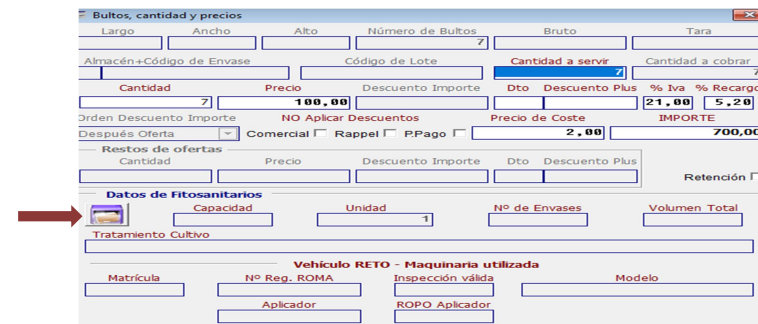 Bultos, cantidad y precios
Largo Ancho Alto Número de Bultos Bruto Tara
7
Almacén+Código de Envase Código de Lote Cantidad a servir Cantidad a cobrar
7 7
Cantidad Precio Descuento Importe Dto Descuento Plus % Iva % Recargo
7 100,00 21,00 5,20
Orden Descuento Importe NO Aplicar Descuentos Precio de Coste IMPORTE
Después Oferta Comercial Rappel P.Pago 2,00 700,00
Restos de ofertas
Cantidad Precio Descuento Importe Dto Descuento Plus
Retención
Datos de Fitosanitarios
Capacidad Unidad Nº de Envases Volumen Total
1
Tratamiento Cultivo
Vehículo RETO - Maquinaria utilizada
Matrícula Nº Reg. ROMA Inspección válida Modelo
Aplicador ROPO Aplicador